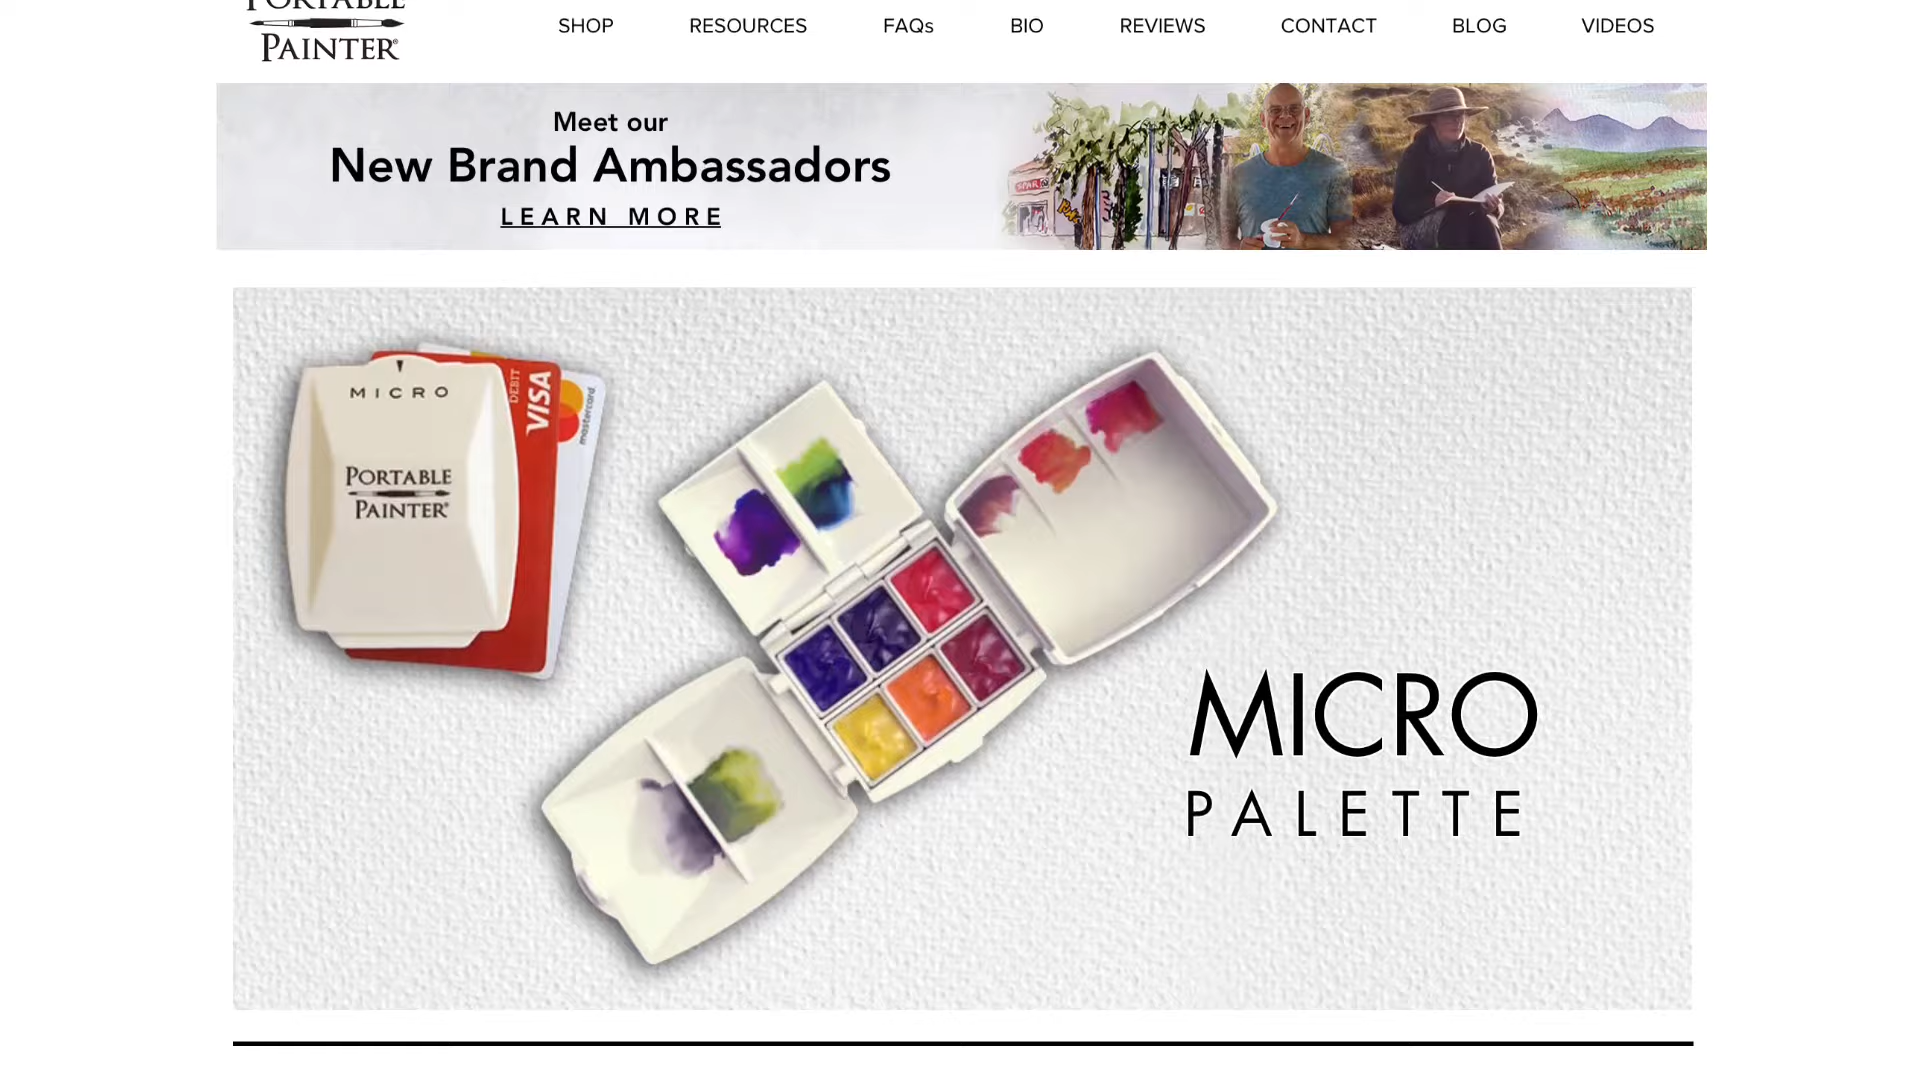 PORTABLE
PAINTER®
SHOP
RESOURCES
FAQs
BIO
REVIEWS
CONTACT
BLOG
VIDEOS
Meet our
New Brand Ambassadors
LEARN MORE
SPAR
MICRO
PORTABLE
PAINTER®
DEBIT
VISA
mastercard
MICRO
PALETTE